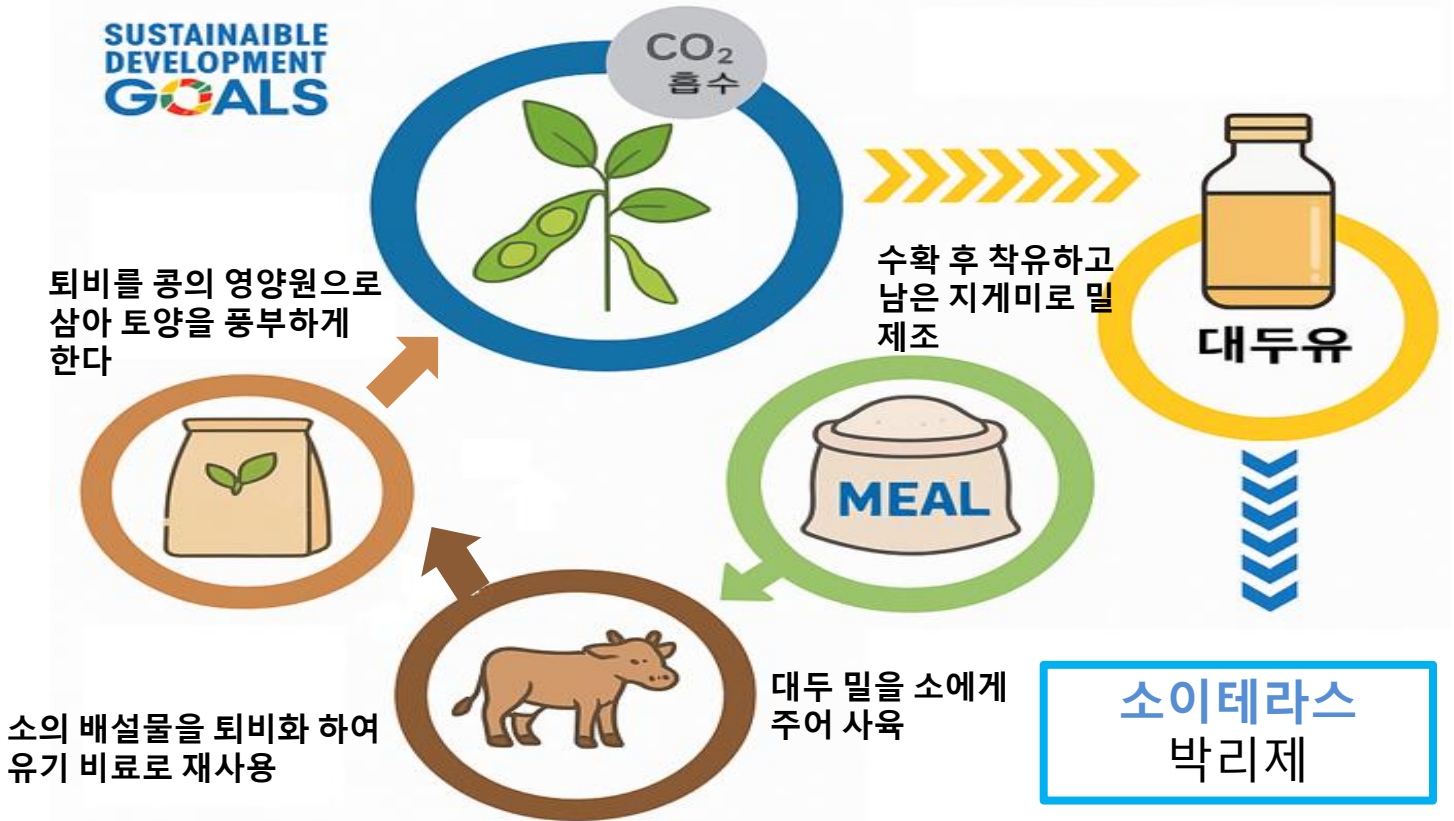 SUSTAINAIBLE
DEVELOPMENT
GOALS
CO₂
흡수
퇴비를 콩의 영양원으로
삼아 토양을 풍부하게
한다
수확 후 착유하고
남은 지게미로 밀
제조
대두유
MEAL
대두 밀을 소에게
주어 사육
소의 배설물을 퇴비화 하여
유기 비료로 재사용
소이테라스
박리제